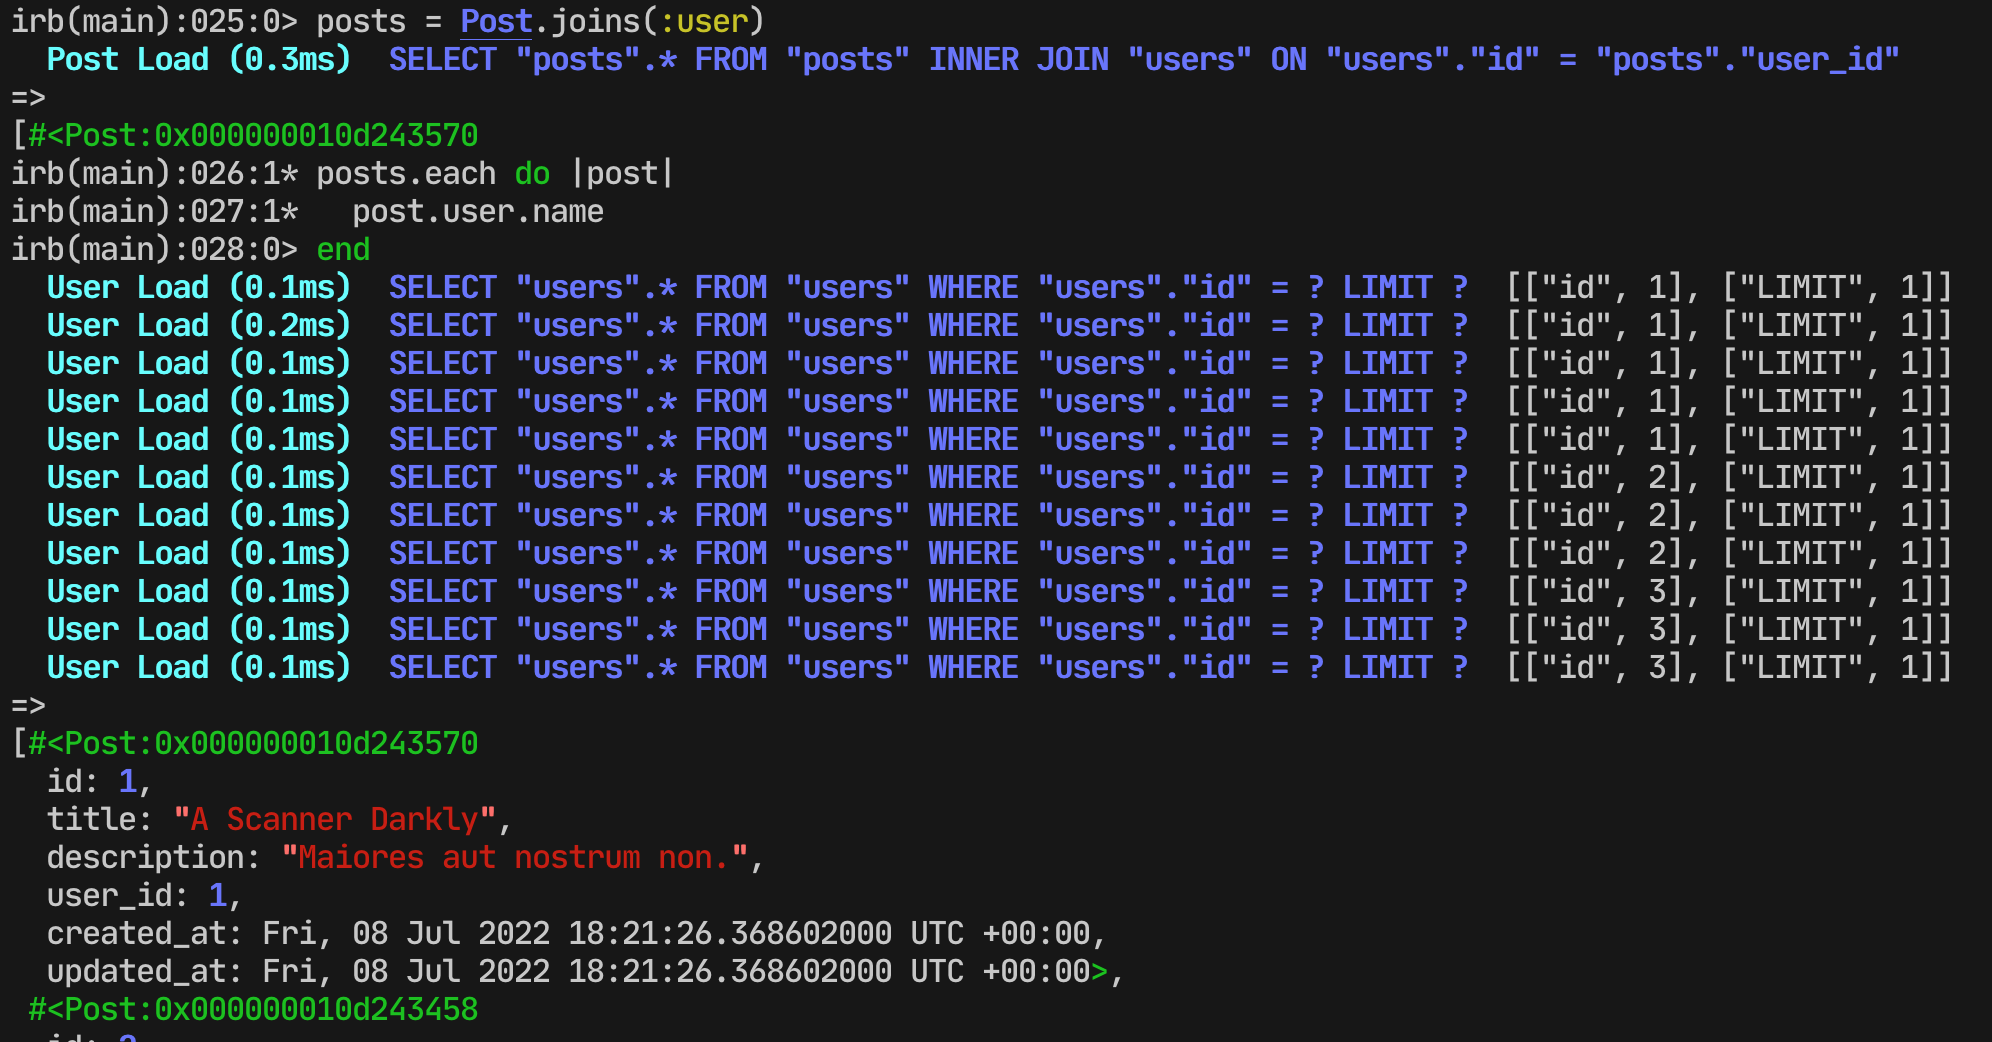 irb(main):025:0> posts = Post.joins(:user)
  Post Load (0.3ms)  SELECT "posts".* FROM "posts" INNER JOIN "users" ON "users"."id" = "posts"."user_id"
=>
[#<Post:0x000000010d243570
irb(main):026:1* posts.each do |post|
irb(main):027:1*   post.user.name
irb(main):028:0> end
  User Load (0.1ms)  SELECT "users".* FROM "users" WHERE "users"."id" = ? LIMIT ?  [["id", 1], ["LIMIT", 1]]
  User Load (0.2ms)  SELECT "users".* FROM "users" WHERE "users"."id" = ? LIMIT ?  [["id", 1], ["LIMIT", 1]]
  User Load (0.1ms)  SELECT "users".* FROM "users" WHERE "users"."id" = ? LIMIT ?  [["id", 1], ["LIMIT", 1]]
  User Load (0.1ms)  SELECT "users".* FROM "users" WHERE "users"."id" = ? LIMIT ?  [["id", 1], ["LIMIT", 1]]
  User Load (0.1ms)  SELECT "users".* FROM "users" WHERE "users"."id" = ? LIMIT ?  [["id", 1], ["LIMIT", 1]]
  User Load (0.1ms)  SELECT "users".* FROM "users" WHERE "users"."id" = ? LIMIT ?  [["id", 2], ["LIMIT", 1]]
  User Load (0.1ms)  SELECT "users".* FROM "users" WHERE "users"."id" = ? LIMIT ?  [["id", 2], ["LIMIT", 1]]
  User Load (0.1ms)  SELECT "users".* FROM "users" WHERE "users"."id" = ? LIMIT ?  [["id", 2], ["LIMIT", 1]]
  User Load (0.1ms)  SELECT "users".* FROM "users" WHERE "users"."id" = ? LIMIT ?  [["id", 3], ["LIMIT", 1]]
  User Load (0.1ms)  SELECT "users".* FROM "users" WHERE "users"."id" = ? LIMIT ?  [["id", 3], ["LIMIT", 1]]
  User Load (0.1ms)  SELECT "users".* FROM "users" WHERE "users"."id" = ? LIMIT ?  [["id", 3], ["LIMIT", 1]]
=>
[#<Post:0x000000010d243570
  id: 1,
  title: "A Scanner Darkly",
  description: "Maiores aut nostrum non.",
  user_id: 1,
  created_at: Fri, 08 Jul 2022 18:21:26.368602000 UTC +00:00,
  updated_at: Fri, 08 Jul 2022 18:21:26.368602000 UTC +00:00>,
 #<Post:0x000000010d243458